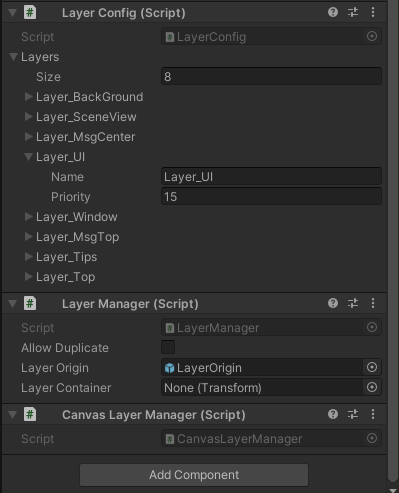 Layer Config (Script)
Script LayerConfig
Layers
Size 8
Layer_BackGround
Layer_SceneView
Layer_MsgCenter
Layer_UI
Name Layer_UI
Priority 15
Layer_Window
Layer_MsgTop
Layer_Tips
Layer_Top
Layer Manager (Script)
Script LayerManager
Allow Duplicate
Layer Origin LayerOrigin
Layer Container None (Transform)
Canvas Layer Manager (Script)
Script CanvasLayerManager
Add Component